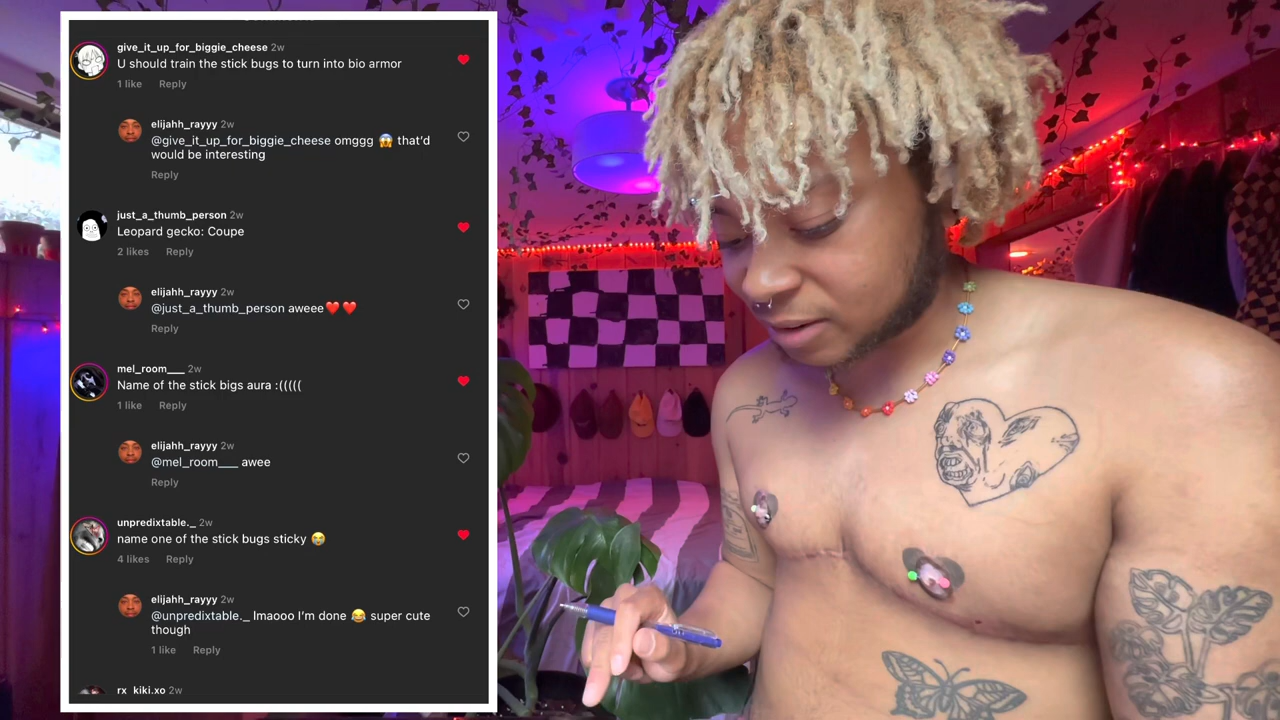 give_it_up_for_biggie_cheese 2w
U should train the stick bugs to turn into bio armor
1 like Reply
elijahh_rayyy 2w
@give_it_up_for_biggie_cheese omggg 😱 that'd
would be interesting
Reply
just_a_thumb_person 2w
Leopard gecko: Coupe
2 likes Reply
elijahh_rayyy 2w
@just_a_thumb_person aweee❤️ ❤️
Reply
mel_room___ 2w
Name of the stick bigs aura :(((((
1 like Reply
elijahh_rayyy 2w
@mel_room___ awee
Reply
unpredixtable._ 2w
name one of the stick bugs sticky 😭
4 likes Reply
elijahh_rayyy 2w
@unpredixtable._ lmaooo I'm done 😂 super cute
though
1 like Reply
rx_kiki.xo 2w